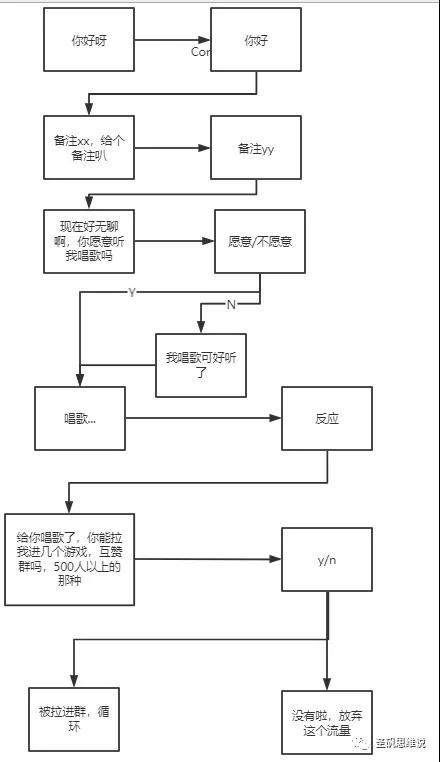 你好呀
Cor
你好
备注xx，给个
备注叭
备注yy
现在好无聊
啊，你愿意听
我唱歌吗
愿意/不愿意
Y
N
我唱歌可好听
了
唱歌...
反应
给你唱歌了，你能拉
我进几个游戏，互赞
群吗，500人以上的
那种
y/n
被拉进群，循
环
没有啦，放弃
这个流量
圣矾思维说